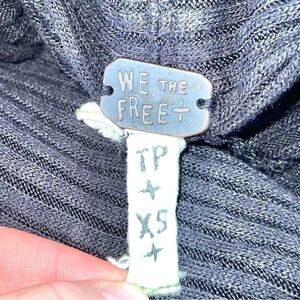 WE THE
FREE +
TP
+
XS
+